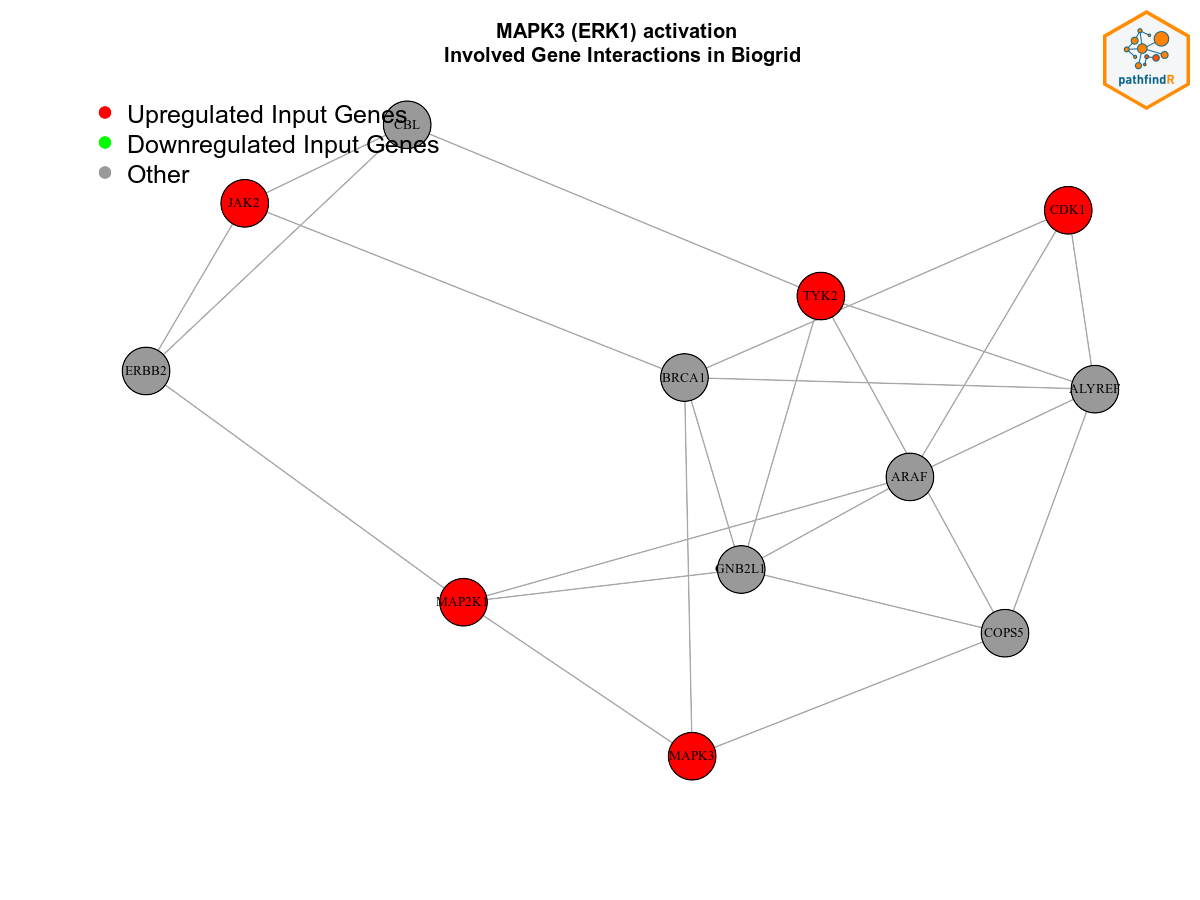 MAPK3 (ERK1) activation
Involved Gene Interactions in Biogrid
pathfindR
Upregulated Input Genes
Downregulated Input Genes
Other
CBL
JAK2
CDK1
TYK2
ERBB2
BRCA1
ALYREF
ARAF
GNB2L1
MAP2K1
COPS5
MAPK3